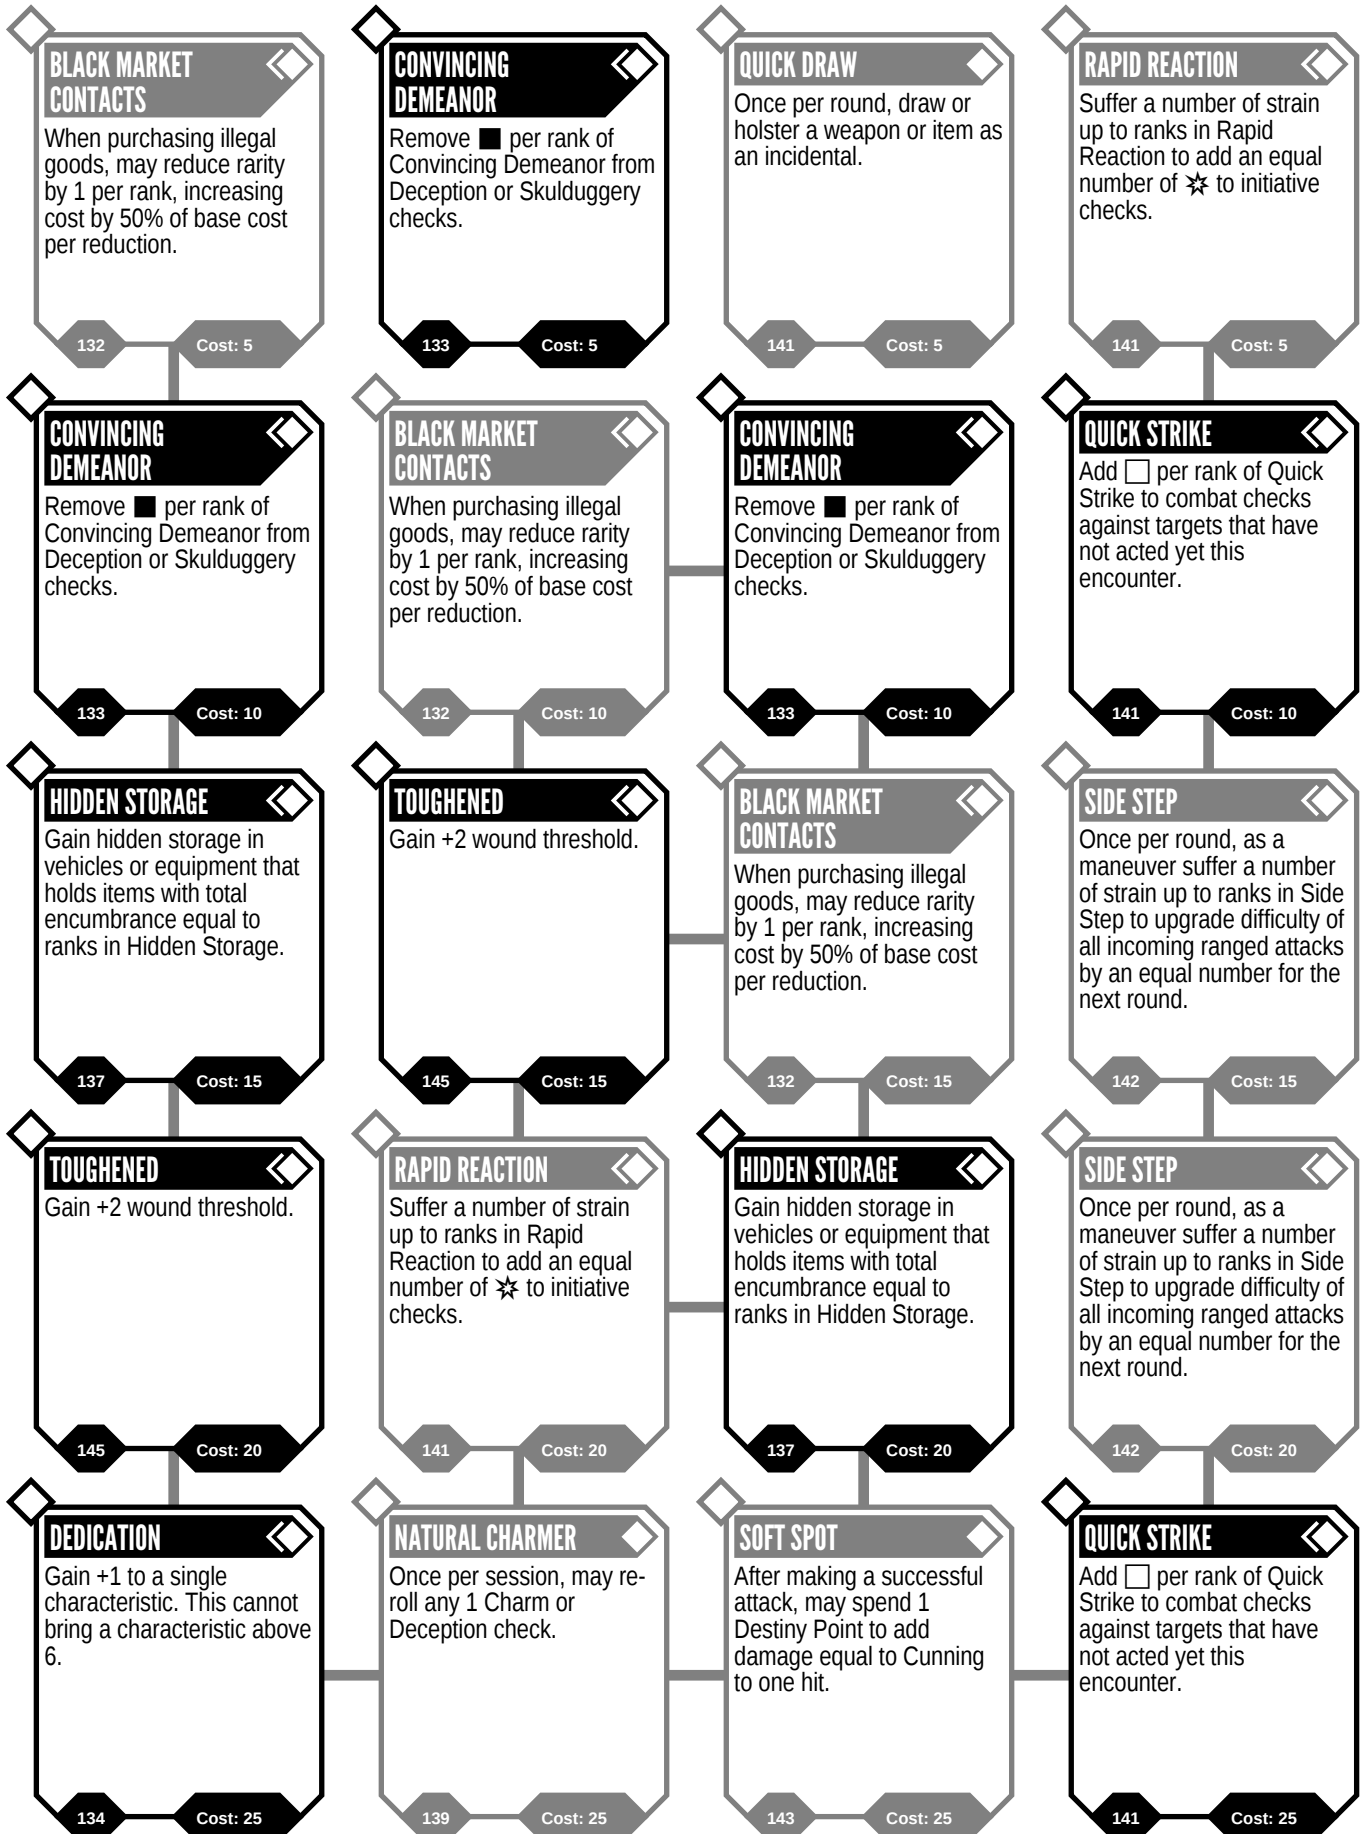 BLACK MARKET
CONTACTS
When purchasing illegal
goods, may reduce rarity
by 1 per rank, increasing
cost by 50% of base cost
per reduction.
132
Cost: 5
CONVINCING
DEMEANOR
Remove ■ per rank of
Convincing Demeanor from
Deception or Skulduggery
checks.
133
Cost: 5
QUICK DRAW
Once per round, draw or
holster a weapon or item as
an incidental.
141
Cost: 5
RAPID REACTION
Suffer a number of strain
up to ranks in Rapid
Reaction to add an equal
number of to initiative
checks.
141
Cost: 5
CONVINCING
DEMEANOR
Remove ■ per rank of
Convincing Demeanor from
Deception or Skulduggery
checks.
133
Cost: 10
BLACK MARKET
CONTACTS
When purchasing illegal
goods, may reduce rarity
by 1 per rank, increasing
cost by 50% of base cost
per reduction.
132
Cost: 10
CONVINCING
DEMEANOR
Remove ■ per rank of
Convincing Demeanor from
Deception or Skulduggery
checks.
133
Cost: 10
QUICK STRIKE
Add □ per rank of Quick
Strike to combat checks
against targets that have
not acted yet this
encounter.
141
Cost: 10
HIDDEN STORAGE
Gain hidden storage in
vehicles or equipment that
holds items with total
encumbrance equal to
ranks in Hidden Storage.
137
Cost: 15
TOUGHENED
Gain +2 wound threshold.
145
Cost: 15
BLACK MARKET
CONTACTS
When purchasing illegal
goods, may reduce rarity
by 1 per rank, increasing
cost by 50% of base cost
per reduction.
132
Cost: 15
SIDE STEP
Once per round, as a
maneuver suffer a number
of strain up to ranks in Side
Step to upgrade difficulty of
all incoming ranged attacks
by an equal number for the
next round.
142
Cost: 15
TOUGHENED
Gain +2 wound threshold.
145
Cost: 20
RAPID REACTION
Suffer a number of strain
up to ranks in Rapid
Reaction to add an equal
number of to initiative
checks.
141
Cost: 20
HIDDEN STORAGE
Gain hidden storage in
vehicles or equipment that
holds items with total
encumbrance equal to
ranks in Hidden Storage.
137
Cost: 20
SIDE STEP
Once per round, as a
maneuver suffer a number
of strain up to ranks in Side
Step to upgrade difficulty of
all incoming ranged attacks
by an equal number for the
next round.
142
Cost: 20
DEDICATION
Gain +1 to a single
characteristic. This cannot
bring a characteristic above
6.
134
Cost: 25
NATURAL CHARMER
Once per session, may re-
roll any 1 Charm or
Deception check.
139
Cost: 25
SOFT SPOT
After making a successful
attack, may spend 1
Destiny Point to add
damage equal to Cunning
to one hit.
143
Cost: 25
QUICK STRIKE
Add □ per rank of Quick
Strike to combat checks
against targets that have
not acted yet this
encounter.
141
Cost: 25